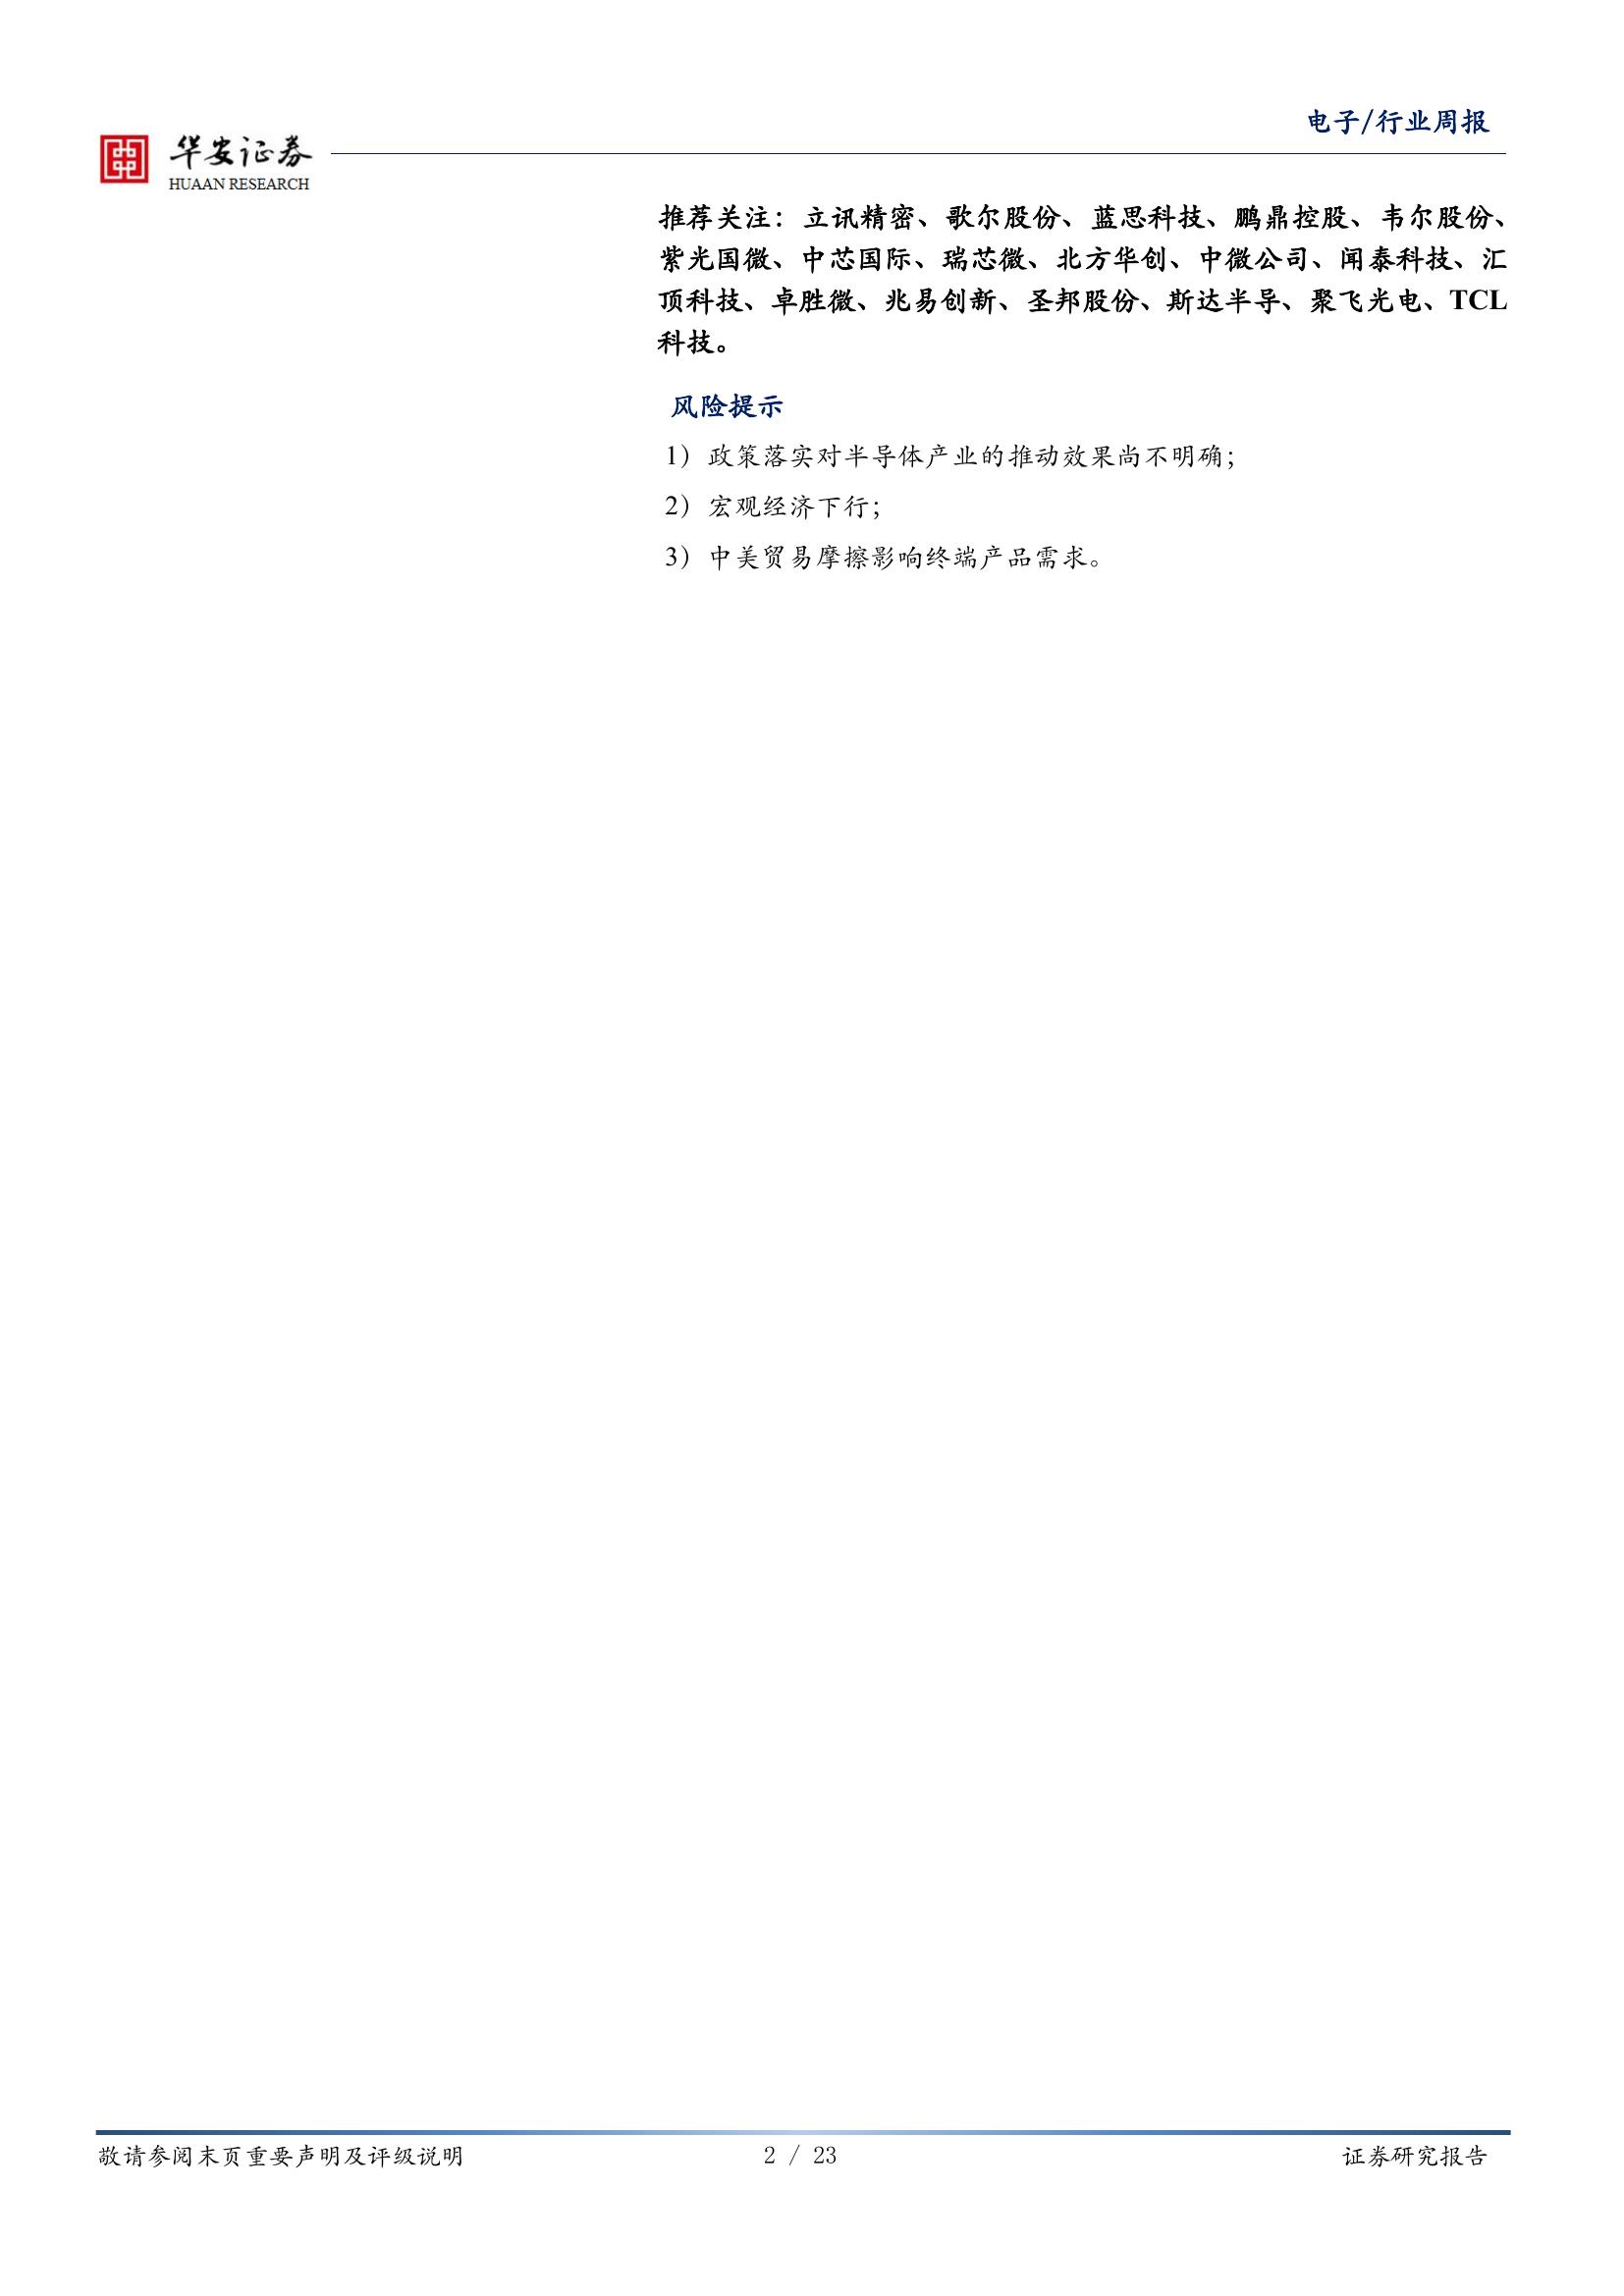 电子/行业周报
华安证券
HUAAN RESEARCH
推荐关注：立讯精密、歌尔股份、蓝思科技、鹏鼎控股、韦尔股份、
紫光国微、中芯国际、瑞芯微、北方华创、中微公司、闻泰科技、汇
顶科技、卓胜微、兆易创新、圣邦股份、斯达半导、聚飞光电、TCL
科技。
风险提示
1）政策落实对半导体产业的推动效果尚不明确；
2）宏观经济下行；
3）中美贸易摩擦影响终端产品需求。
敬请参阅末页重要声明及评级说明
2 / 23
证券研究报告